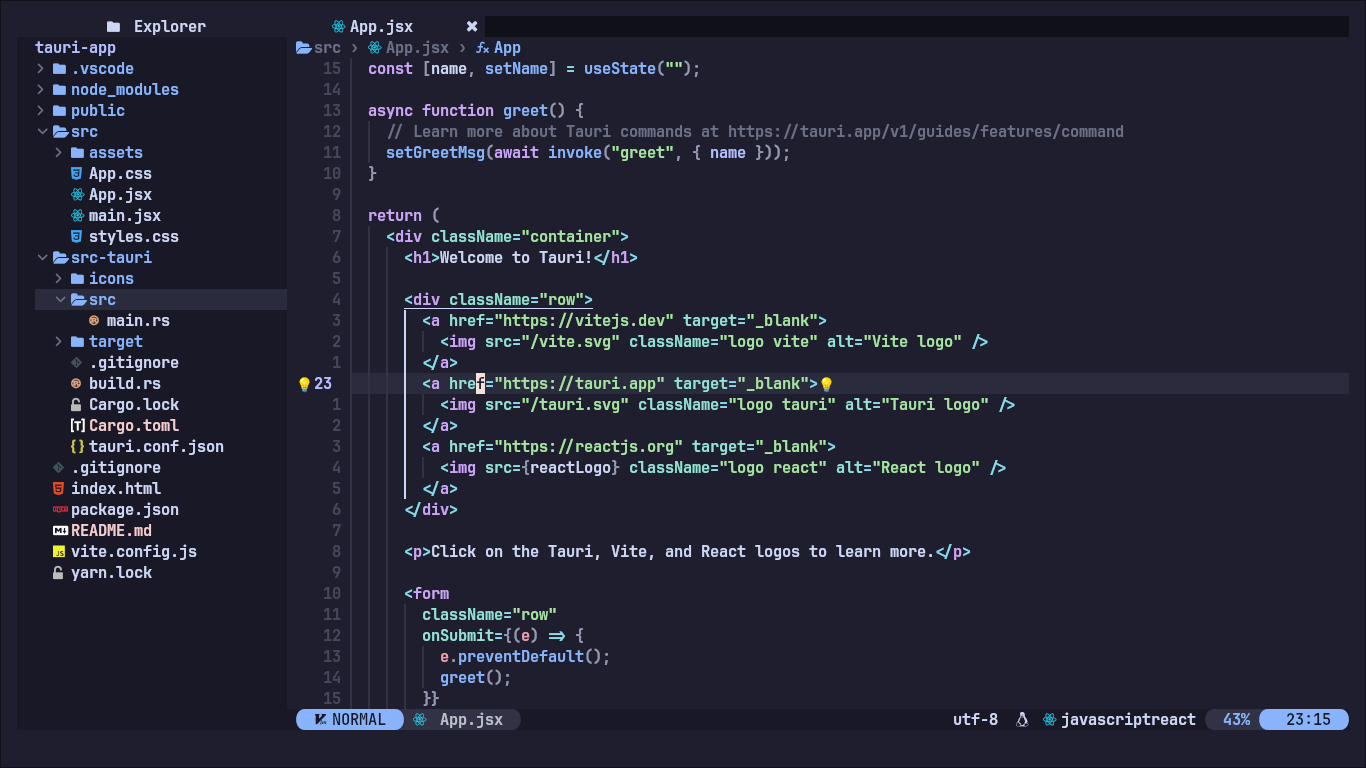 Explorer
App.jsx ✖
tauri-app
.vscode
node_modules
public
src
assets
App.css
App.jsx
main.jsx
styles.css
src-tauri
icons
src
main.rs
target
.gitignore
build.rs
Cargo.lock
[T] Cargo.toml
{} tauri.conf.json
.gitignore
index.html
npm package.json
M↓ README.md
JS vite.config.js
yarn.lock
src › App.jsx › fx App
15 const [name, setName] = useState("");
14
13 async function greet() {
12 // Learn more about Tauri commands at https://tauri.app/v1/guides/features/command
11 setGreetMsg(await invoke("greet", { name }));
10 }
9
8 return (
7 <div className="container">
6 <h1>Welcome to Tauri!</h1>
5
4 <div className="row">
3 <a href="https://vitejs.dev" target="_blank">
2 <img src="/vite.svg" className="logo vite" alt="Vite logo" />
1 </a>
💡23 <a href="https://tauri.app" target="_blank">💡
1 <img src="/tauri.svg" className="logo tauri" alt="Tauri logo" />
2 </a>
3 <a href="https://reactjs.org" target="_blank">
4 <img src={reactLogo} className="logo react" alt="React logo" />
5 </a>
6 </div>
7
8 <p>Click on the Tauri, Vite, and React logos to learn more.</p>
9
10 <form
11 className="row"
12 onSubmit={(e) => {
13 e.preventDefault();
14 greet();
15 }}
NORMAL App.jsx utf-8 javascriptreact 43% 23:15